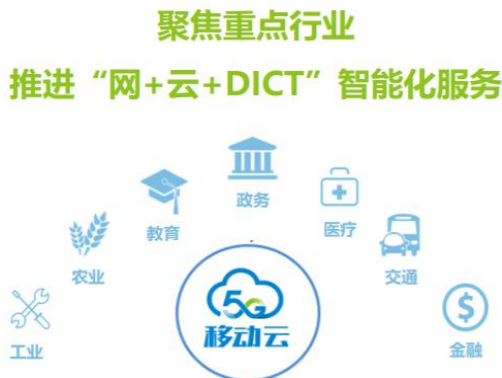 聚焦重点行业
推进“网+云+DICT”智能化服务
政务
教育
医疗
农业
交通
5G
移动云
工业
金融